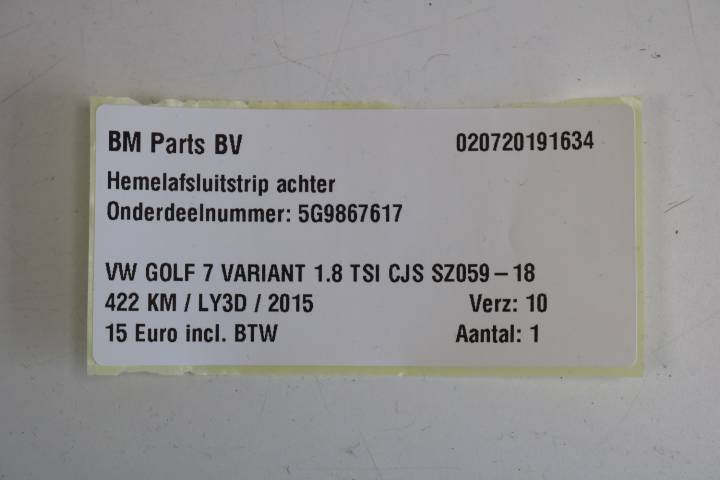 BM Parts BV 020720191634
Hemelafsluitstrip achter
Onderdeelnummer: 5G9867617
VW GOLF 7 VARIANT 1.8 TSI CJS SZ059-18
422 KM / LY3D / 2015 Verz: 10
15 Euro incl. BTW Aantal: 1